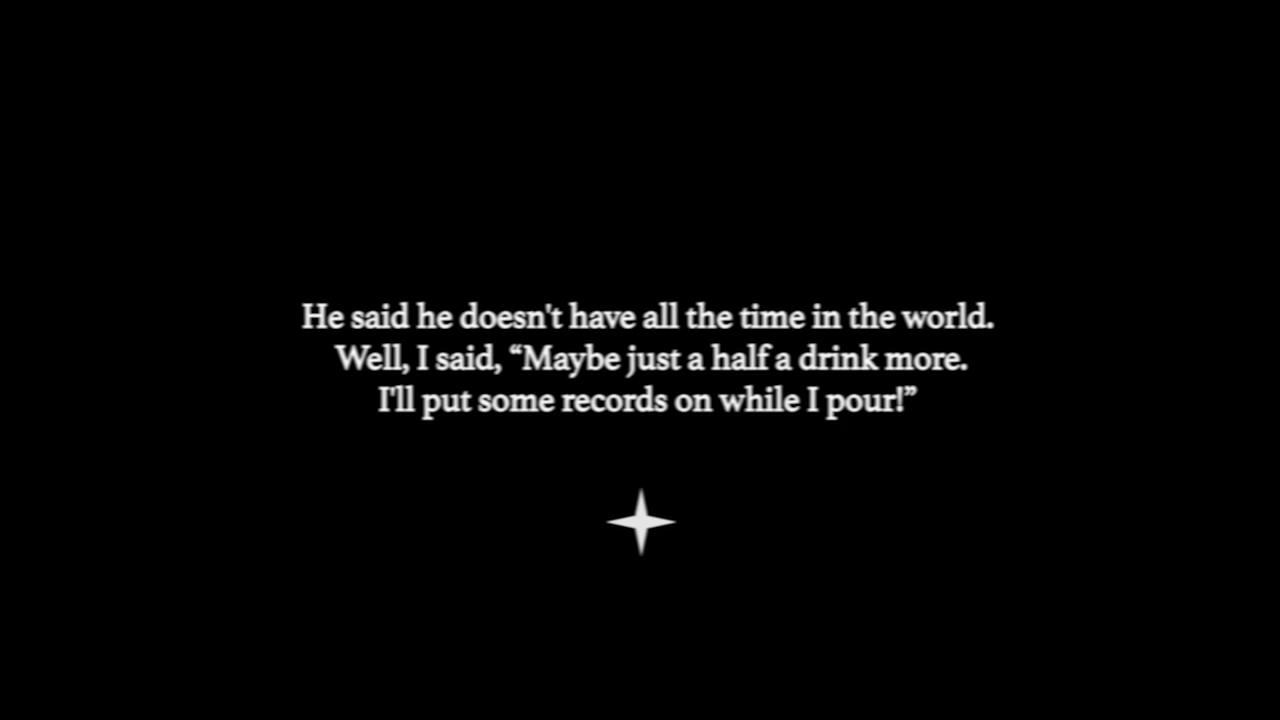 He said he doesn't have all the time in the world.
Well, I said, “Maybe just a half a drink more.
I'll put some records on while I pour!”